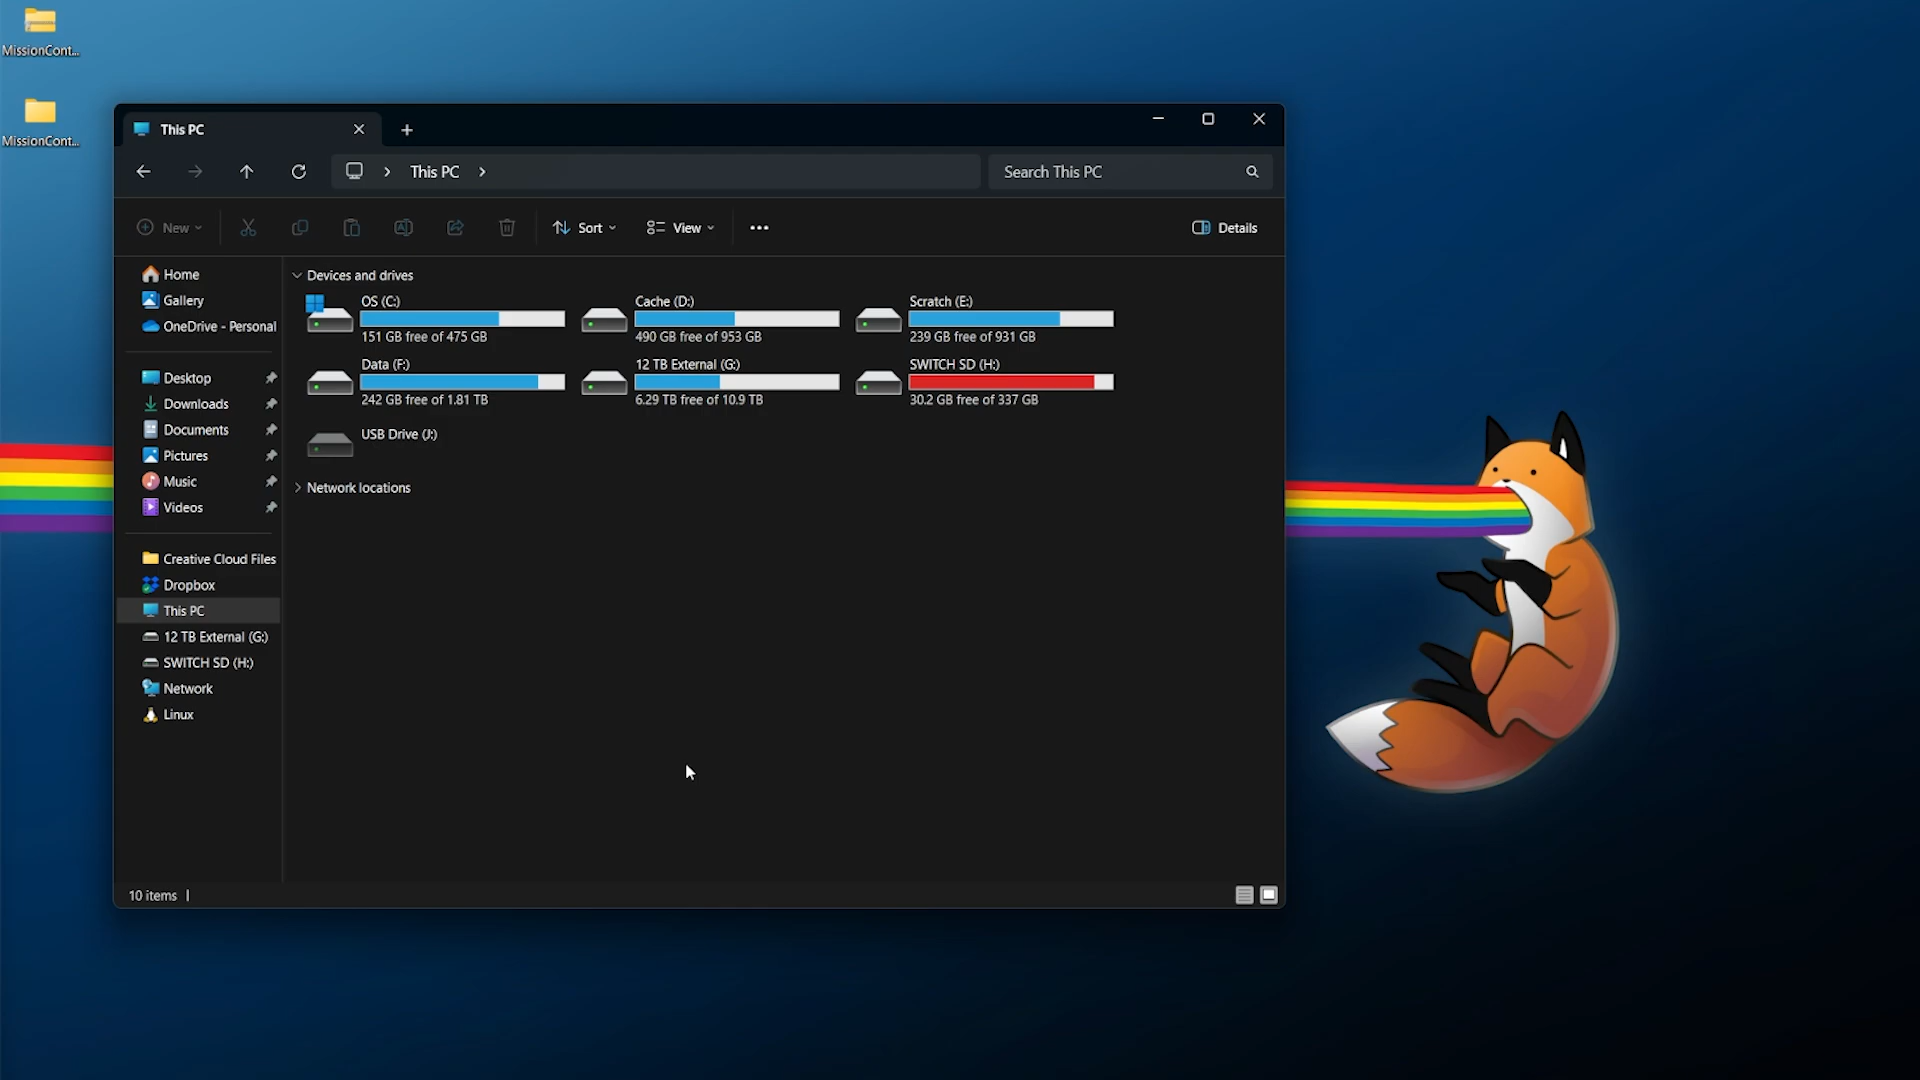 MissionCont...
MissionCont...
This PC
This PC
Search This PC
New
Sort
View
Details
Home
Gallery
OneDrive - Personal
Desktop
Downloads
Documents
Pictures
Music
Videos
Creative Cloud Files
Dropbox
This PC
12 TB External (G:)
SWITCH SD (H:)
Network
Linux
Devices and drives
OS (C:)
151 GB free of 475 GB
Cache (D:)
490 GB free of 953 GB
Scratch (E:)
239 GB free of 931 GB
Data (F:)
242 GB free of 1.81 TB
12 TB External (G:)
6.29 TB free of 10.9 TB
SWITCH SD (H:)
30.2 GB free of 337 GB
USB Drive (J:)
Network locations
10 items